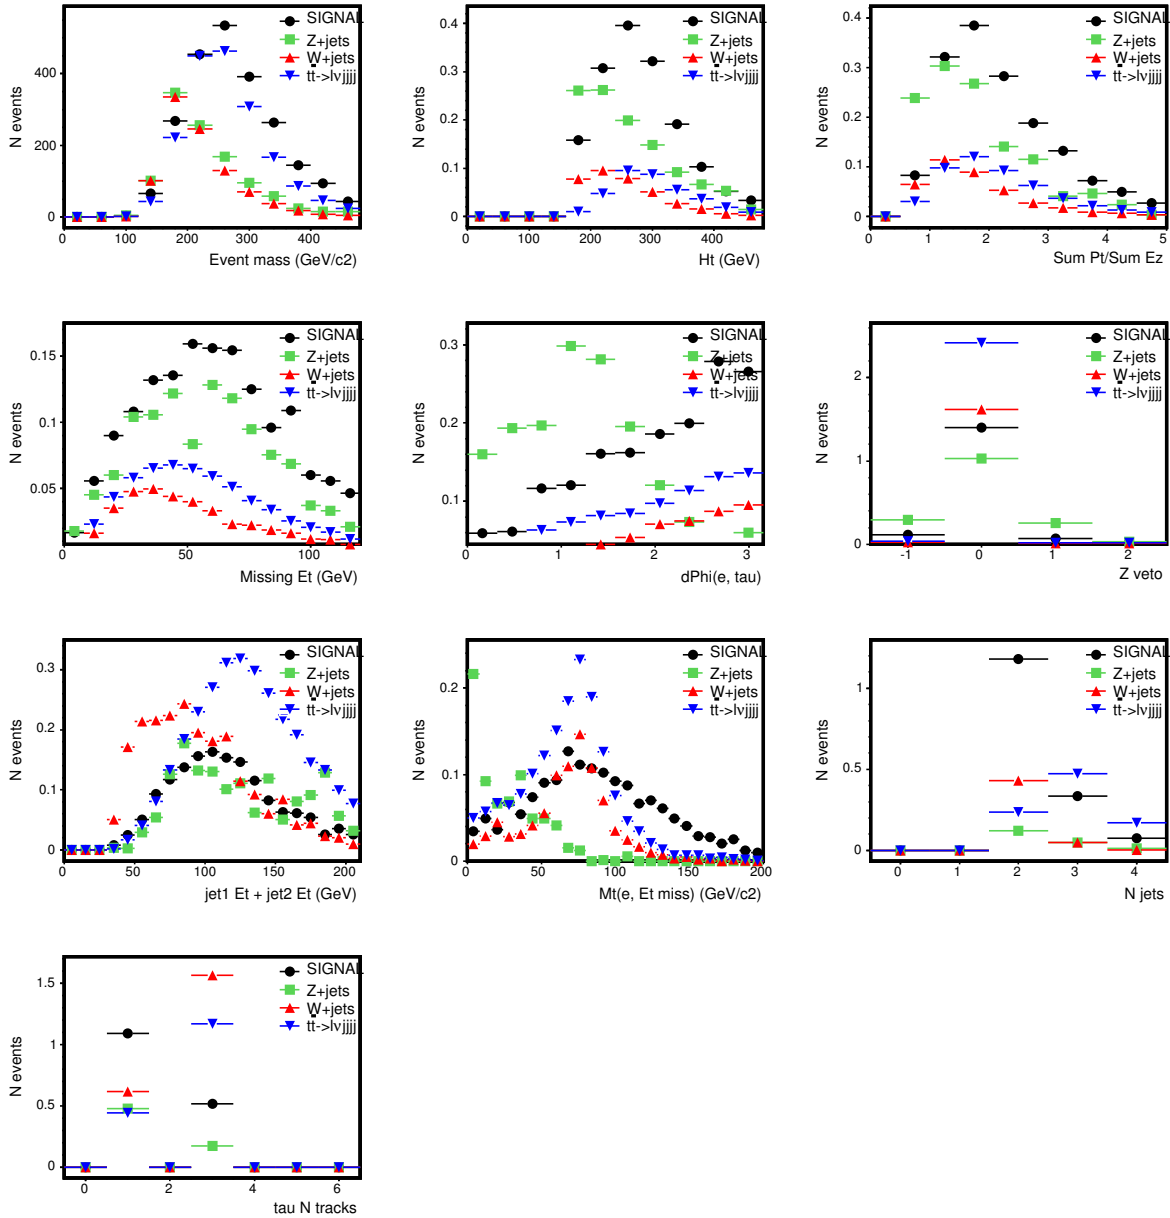 N events
400
200
0
0
100
200
300
400
Event mass (GeV/c2)
SIGNAL
Z+jets
W+jets
tt->lvjjjj
N events
0.4
0.3
0.2
0.1
0
0
100
200
300
400
Ht (GeV)
SIGNAL
Z+jets
W+jets
tt->lvjjjj
N events
0.4
0.3
0.2
0.1
0
0
1
2
3
4
5
Sum Pt/Sum Ez
SIGNAL
Z+jets
W+jets
tt->lvjjjj
N events
0.15
0.1
0.05
0
50
100
Missing Et (GeV)
SIGNAL
Z+jets
W+jets
tt->lvjjjj
N events
0.3
0.2
0.1
0
1
2
3
dPhi(e, tau)
SIGNAL
Z+jets
W+jets
tt->lvjjjj
N events
2
1
0
-1
0
1
2
Z veto
SIGNAL
Z+jets
W+jets
tt->lvjjjj
N events
0.3
0.2
0.1
0
0
50
100
150
200
jet1 Et + jet2 Et (GeV)
SIGNAL
Z+jets
W+jets
tt->lvjjjj
N events
0.2
0.1
0
0
50
100
150
200
Mt(e, Et miss) (GeV/c2)
SIGNAL
Z+jets
W+jets
tt->lvjjjj
N events
1
0.5
0
0
1
2
3
4
N jets
SIGNAL
Z+jets
W+jets
tt->lvjjjj
N events
1.5
1
0.5
0
0
2
4
6
tau N tracks
SIGNAL
Z+jets
W+jets
tt->lvjjjj